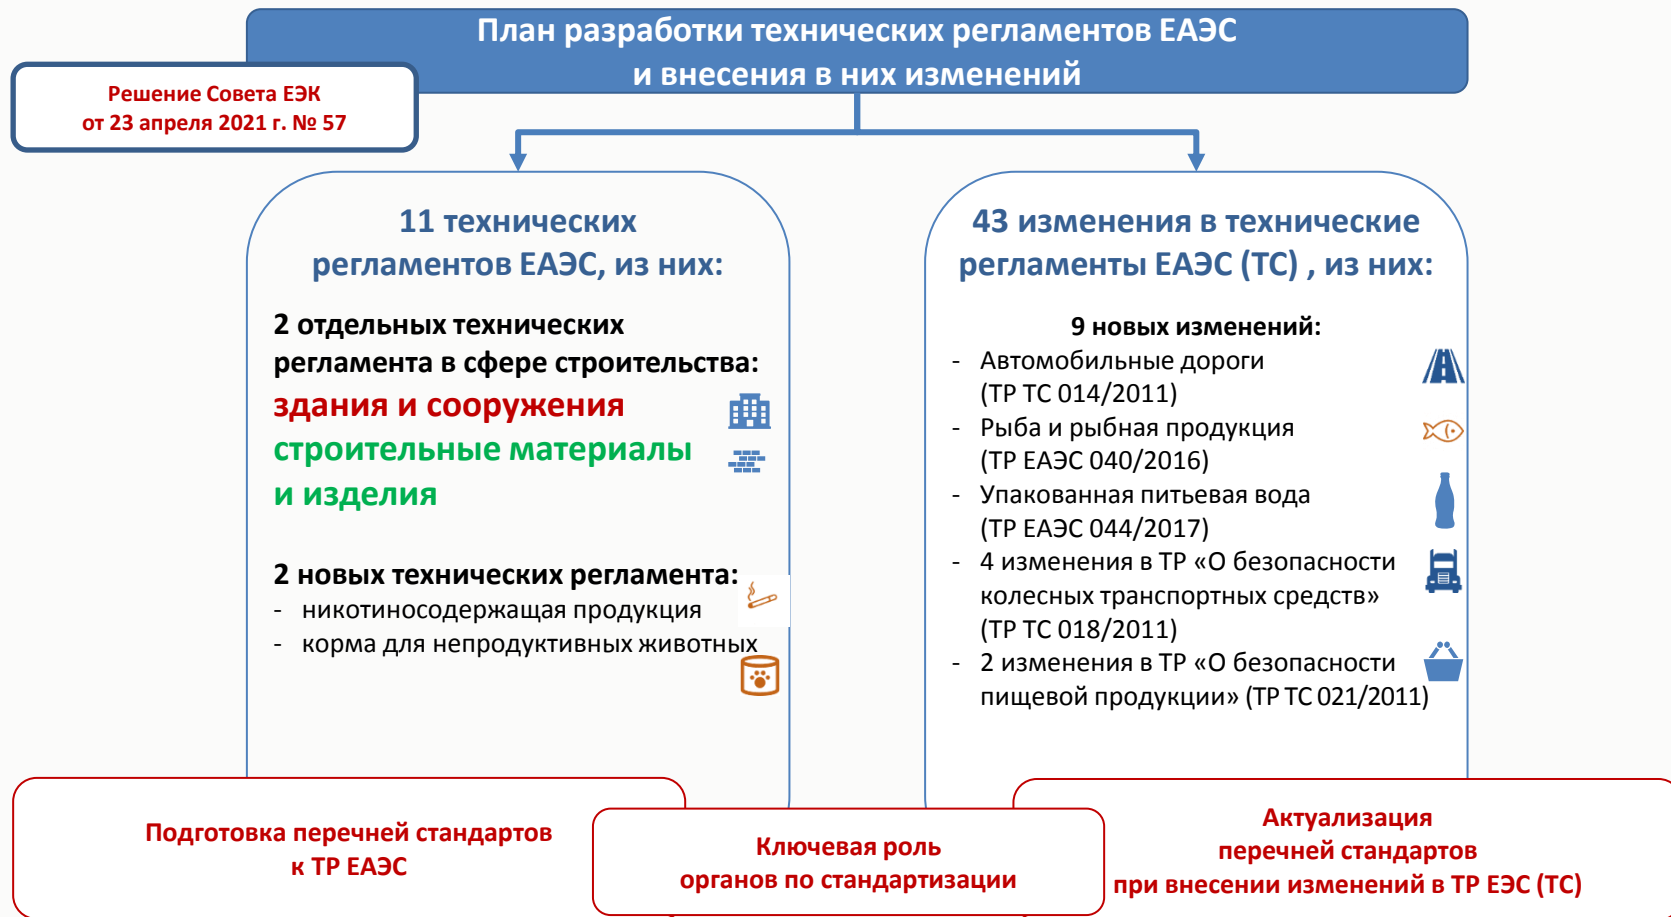 План разработки технических регламентов ЕАЭС
и внесения в них изменений
Решение Совета ЕЭК
от 23 апреля 2021 г. № 57
11 технических
регламентов ЕАЭС, из них:
2 отдельных технических
регламента в сфере строительства:
здания и сооружения
строительные материалы
и изделия
2 новых технических регламента:
- никотиносодержащая продукция
- корма для непродуктивных животных
43 изменения в технические
регламенты ЕАЭС (ТС) , из них:
9 новых изменений:
- Автомобильные дороги
(ТР ТС 014/2011)
- Рыба и рыбная продукция
(ТР ЕАЭС 040/2016)
- Упакованная питьевая вода
(ТР ЕАЭС 044/2017)
- 4 изменения в ТР «О безопасности
колесных транспортных средств»
(ТР ТС 018/2011)
- 2 изменения в ТР «О безопасности
пищевой продукции» (ТР ТС 021/2011)
Подготовка перечней стандартов
к ТР ЕАЭС
Ключевая роль
органов по стандартизации
Актуализация
перечней стандартов
при внесении изменений в ТР ЕЭС (ТС)